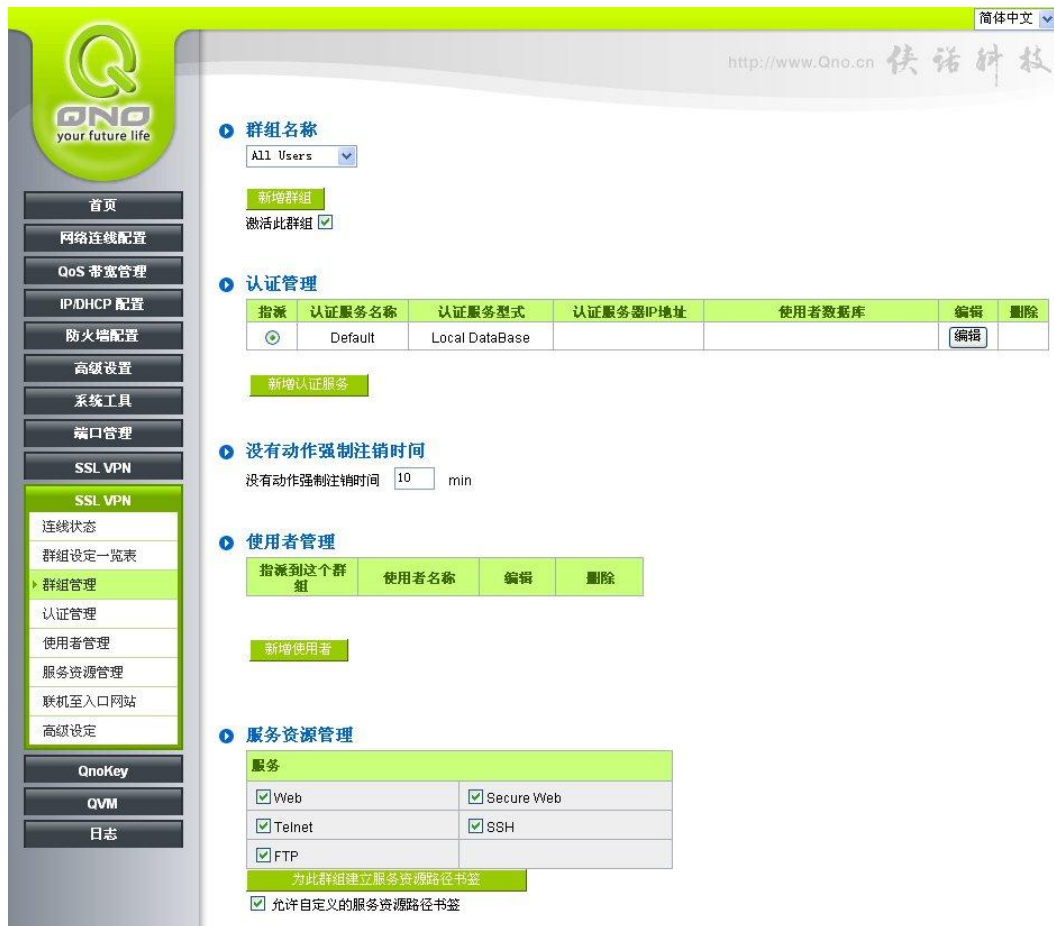 简体中文
http://www.Qno.cn 侠诺科技
QNO
your future life
首页
网络连线配置
QoS 带宽管理
IP/DHCP 配置
防火墙配置
高级设置
系统工具
端口管理
SSL VPN
SSL VPN
连线状态
群组设定一览表
群组管理
认证管理
使用者管理
服务资源管理
联机至入口网站
高级设定
QnoKey
QVM
日志
群组名称
All Users
新增群组
激活此群组
认证管理
指派 认证服务名称 认证服务型式 认证服务器IP地址 使用者数据库 编辑 删除
Default Local DataBase 编辑
新增认证服务
没有动作强制注销时间
没有动作强制注销时间 10 min
使用者管理
指派到这个群
组
使用者名称 编辑 删除
新增使用者
服务资源管理
服务
Web Secure Web
Telnet SSH
FTP
为此群组建立服务资源路径书签
允许自定义的服务资源路径书签